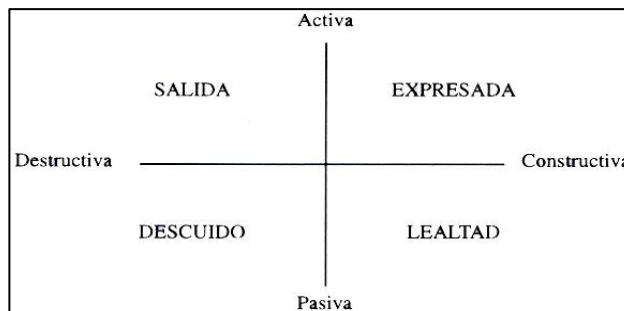 Activa
SALIDA EXPRESADA
Destructiva Constructiva
DESCUIDO LEALTAD
Pasiva